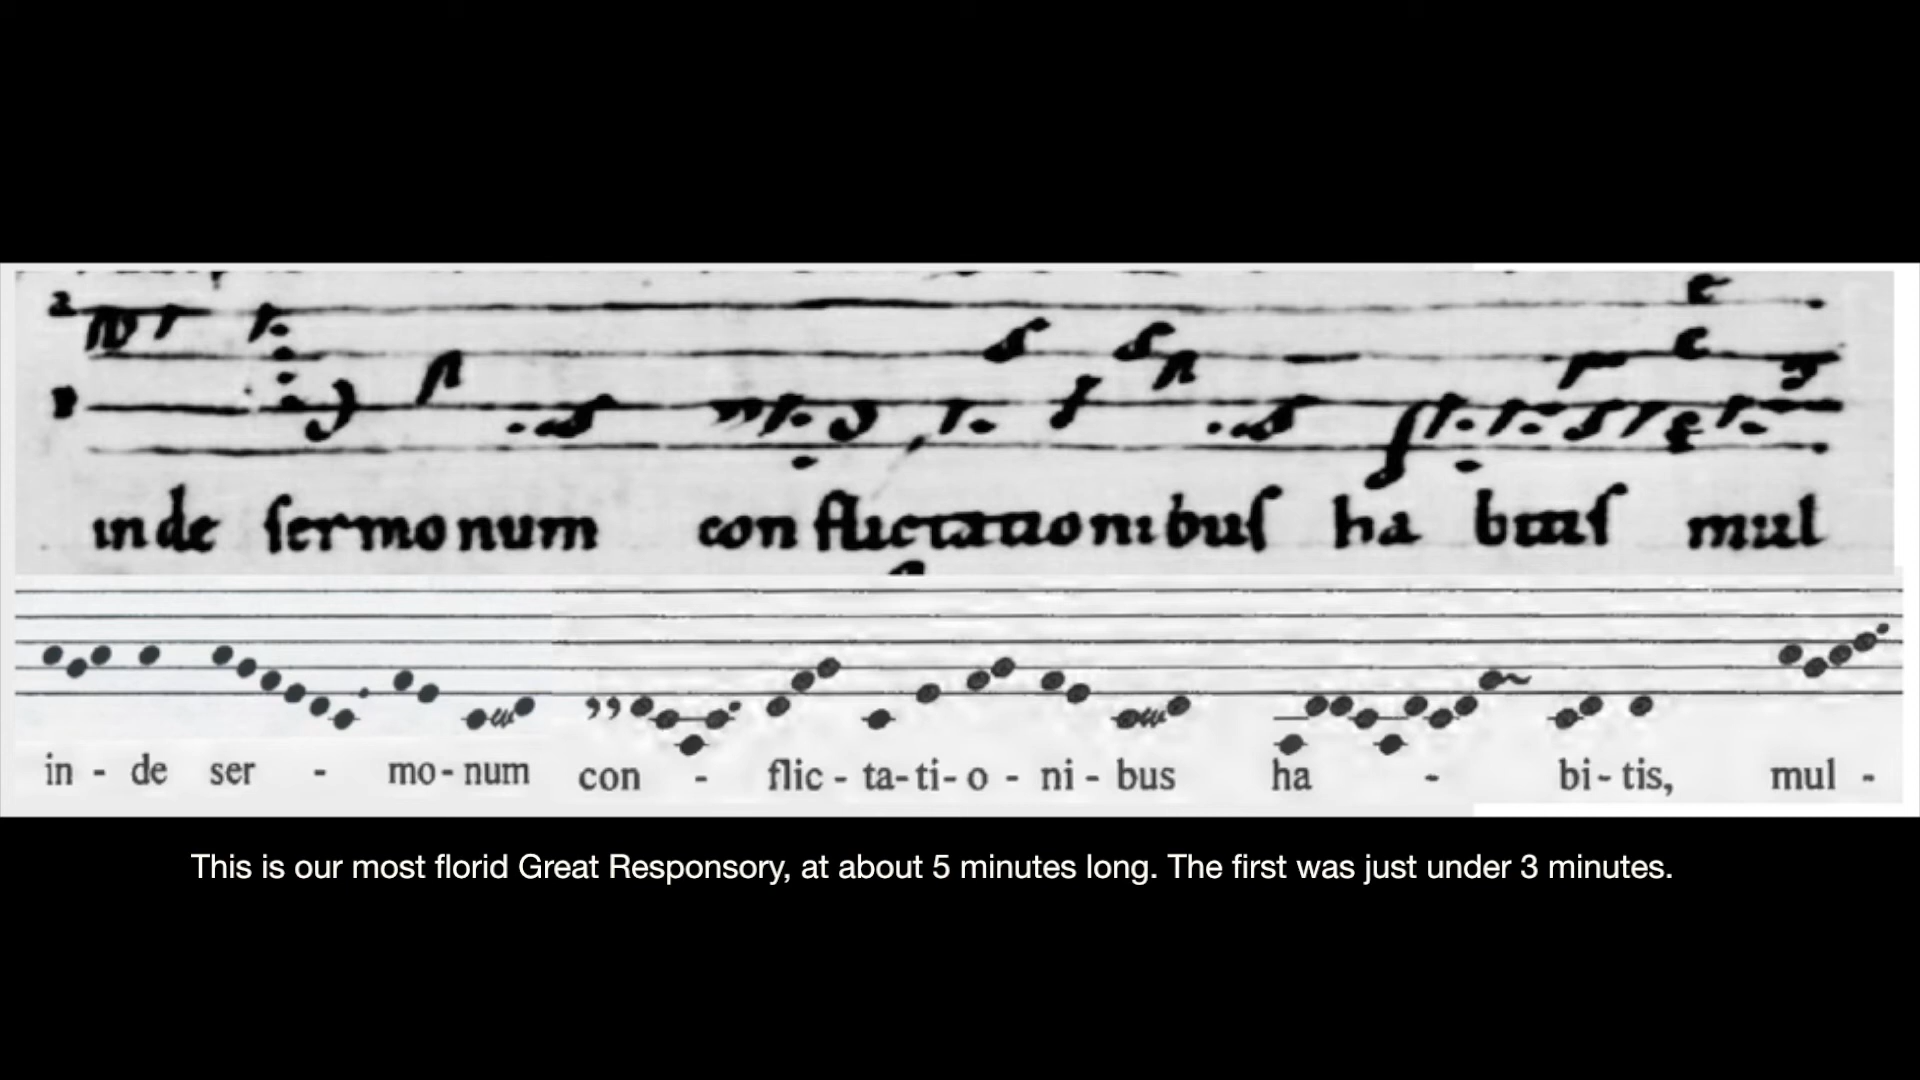 inde sermonum conflictationibus ha bitis mul
in - de ser - mo - num con - flic - ta - ti - o - ni - bus ha - bi - tis, mul -
This is our most florid Great Responsory, at about 5 minutes long. The first was just under 3 minutes.